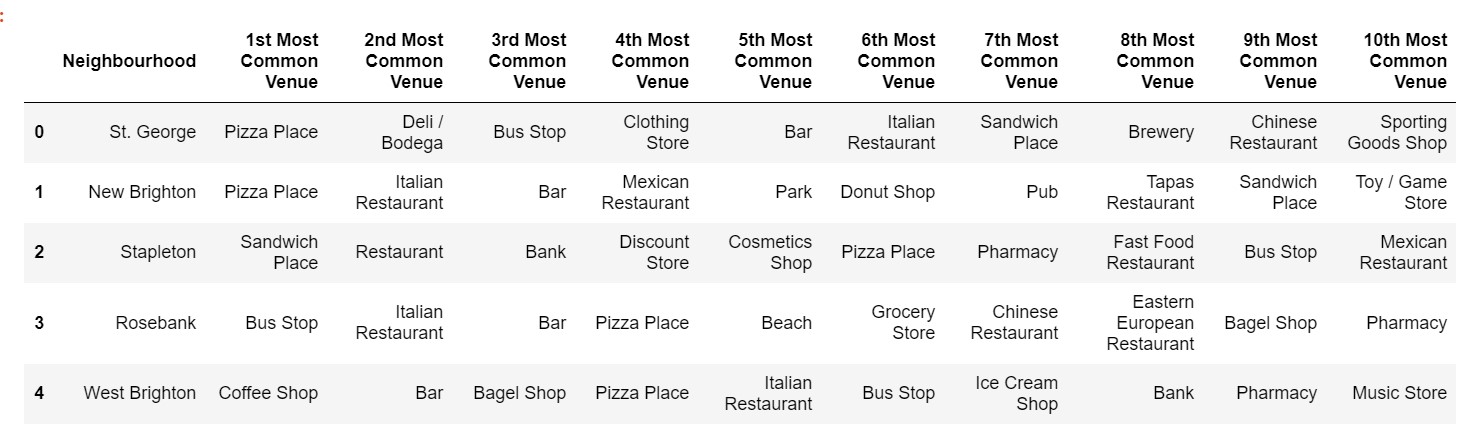 :
Neighbourhood 1st Most Common Venue 2nd Most Common Venue 3rd Most Common Venue 4th Most Common Venue 5th Most Common Venue 6th Most Common Venue 7th Most Common Venue 8th Most Common Venue 9th Most Common Venue 10th Most Common Venue
0 St. George Pizza Place Deli / Bodega Bus Stop Clothing Store Bar Italian Restaurant Sandwich Place Brewery Chinese Restaurant Sporting Goods Shop
1 New Brighton Pizza Place Italian Restaurant Bar Mexican Restaurant Park Donut Shop Pub Tapas Restaurant Sandwich Place Toy / Game Store
2 Stapleton Sandwich Place Restaurant Bank Discount Store Cosmetics Shop Pizza Place Pharmacy Fast Food Restaurant Bus Stop Mexican Restaurant
3 Rosebank Bus Stop Italian Restaurant Bar Pizza Place Beach Grocery Store Chinese Restaurant Eastern European Restaurant Bagel Shop Pharmacy
4 West Brighton Coffee Shop Bar Bagel Shop Pizza Place Italian Restaurant Bus Stop Ice Cream Shop Bank Pharmacy Music Store